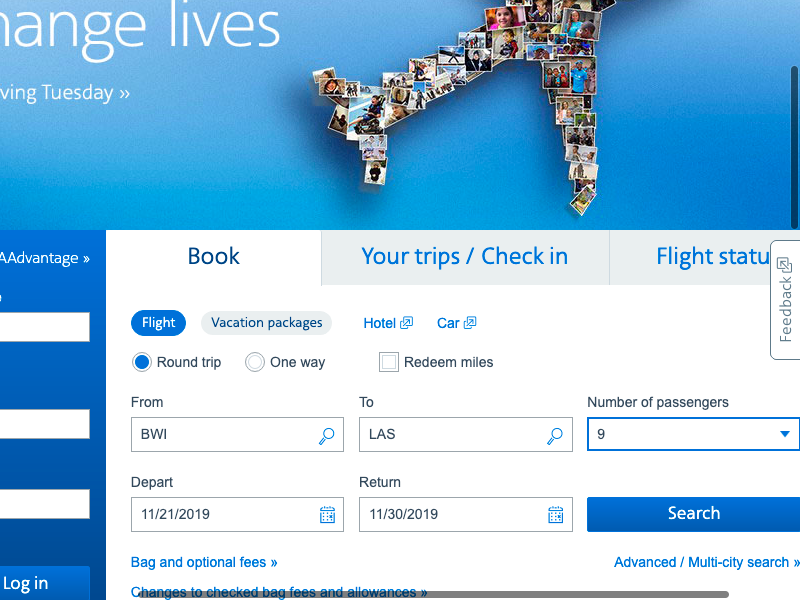 hange lives
ving Tuesday »
AAdvantage »
Book
Your trips / Check in
Flight statu
Feedback
Flight
Vacation packages
Hotel
Car
Round trip
One way
Redeem miles
From
To
Number of passengers
BWI
LAS
9
Depart
Return
11/21/2019
11/30/2019
Search
Bag and optional fees »
Advanced / Multi-city search »
Log in
Changes to checked bag fees and allowances »